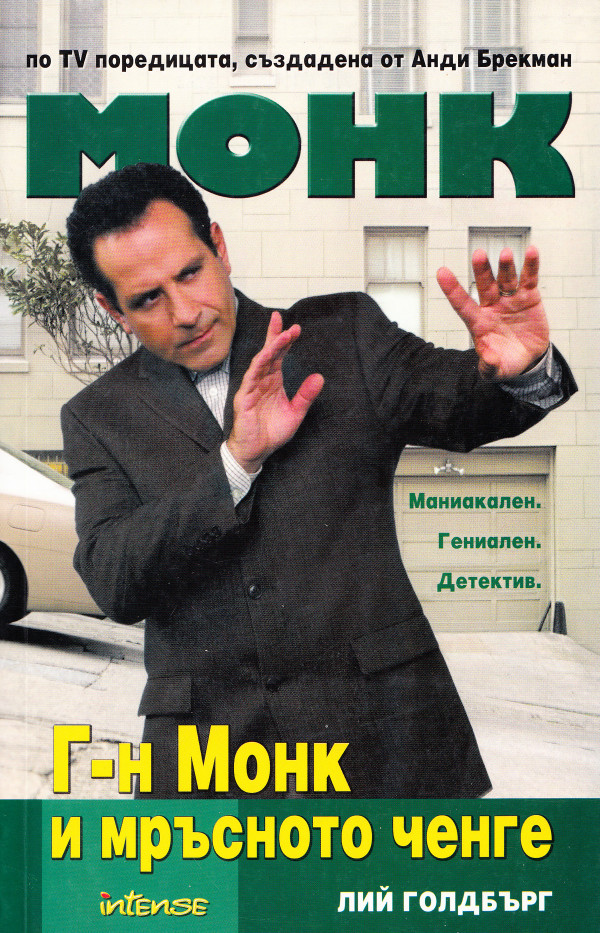 по TV поредицата, създадена от Анди Брекман
МОНК
Маниакален.
Гениален.
Детектив.
Г-н Монк
и мръсното ченге
intense
ЛИЙ ГОЛДБЪРГ